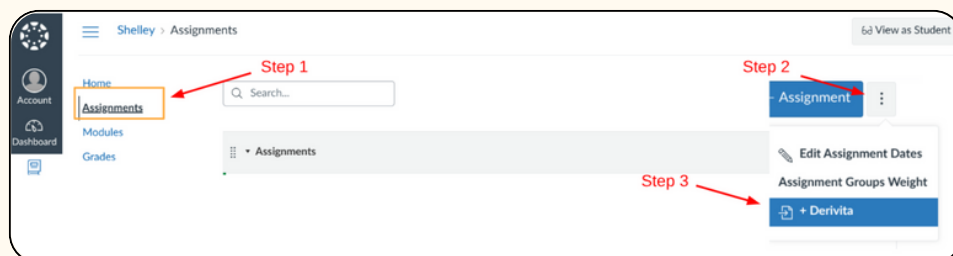 Shelley > Assignments
View as Student
Step 1
Step 2
Home
Search...
Assignment
Account
Assignments
Dashboard
Modules
Edit Assignment Dates
Grades
Assignments
Step 3
Assignment Groups Weight
+ Derivita